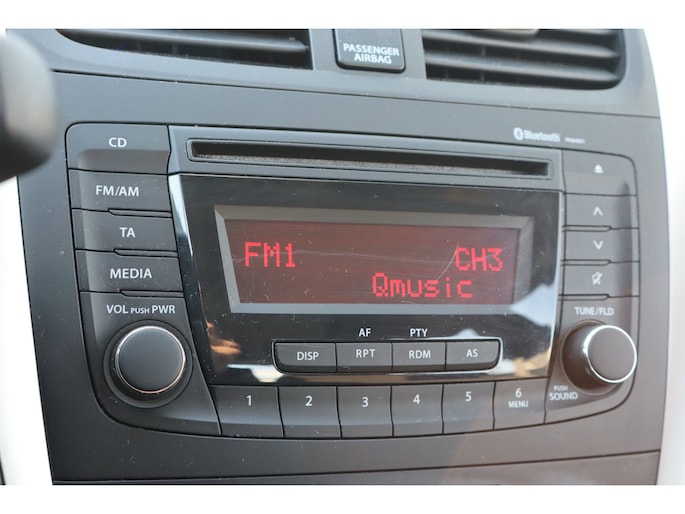 PASSENGER
AIRBAG
Bluetooth
CD
FM/AM
TA
MEDIA
VOL PUSH PWR
FM1 CH3
Qmusic
AF PTY
DISP RPT RDM AS
1 2 3 4 5 6
MENU
TUNE/FLD
PUSH
SOUND